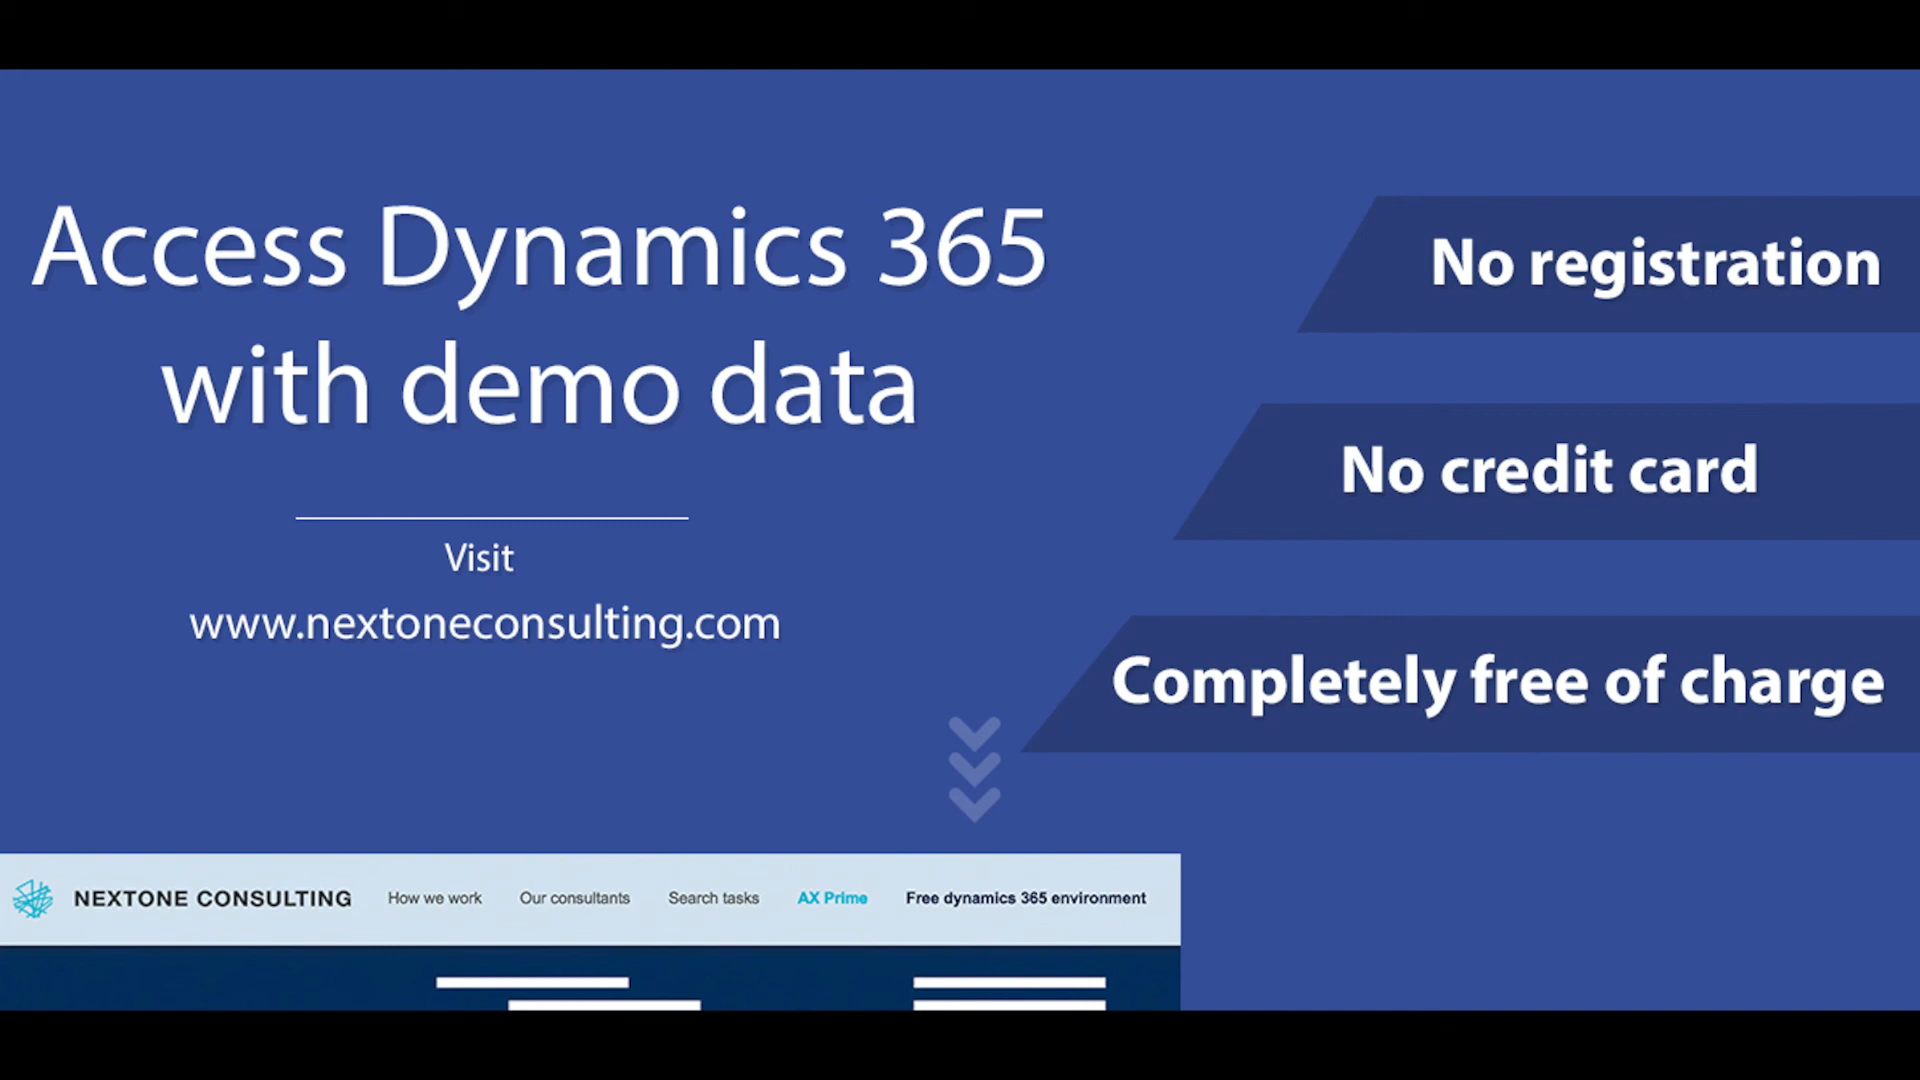 Access Dynamics 365
with demo data
Visit
www.nextoneconsulting.com
No registration
No credit card
Completely free of charge
NEXTONE CONSULTING How we work Our consultants Search tasks AX Prime Free dynamics 365 environment